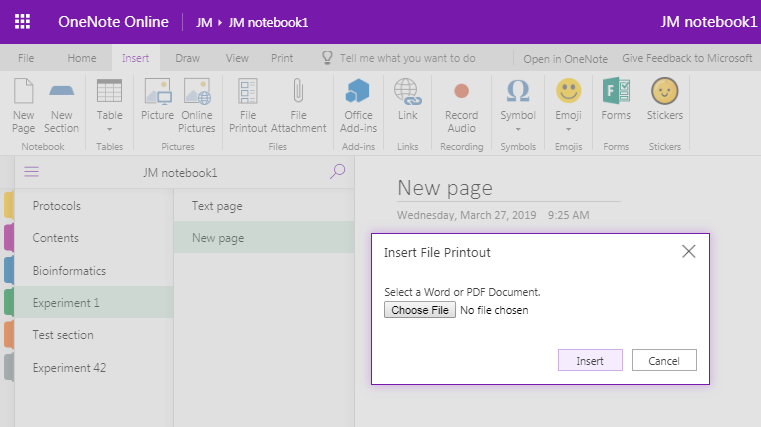 OneNote Online JM ▸ JM notebook1 JM notebook1
File Home Insert Draw View Print Tell me what you want to do Open in OneNote Give Feedback to Microsoft
New Page
New Section
Table
Picture
Online Pictures
File Printout
File Attachment
Office Add-ins
Link
Record Audio
Symbol
Emoji
Forms
Stickers
Notebook Tables Pictures Files Add-ins Links Recording Symbols Emojis Forms Stickers
JM notebook1
Protocols
Contents
Bioinformatics
Experiment 1
Test section
Experiment 42
Text page
New page
New page
Wednesday, March 27, 2019 9:25 AM
Insert File Printout
Select a Word or PDF Document.
Choose File No file chosen
Insert Cancel